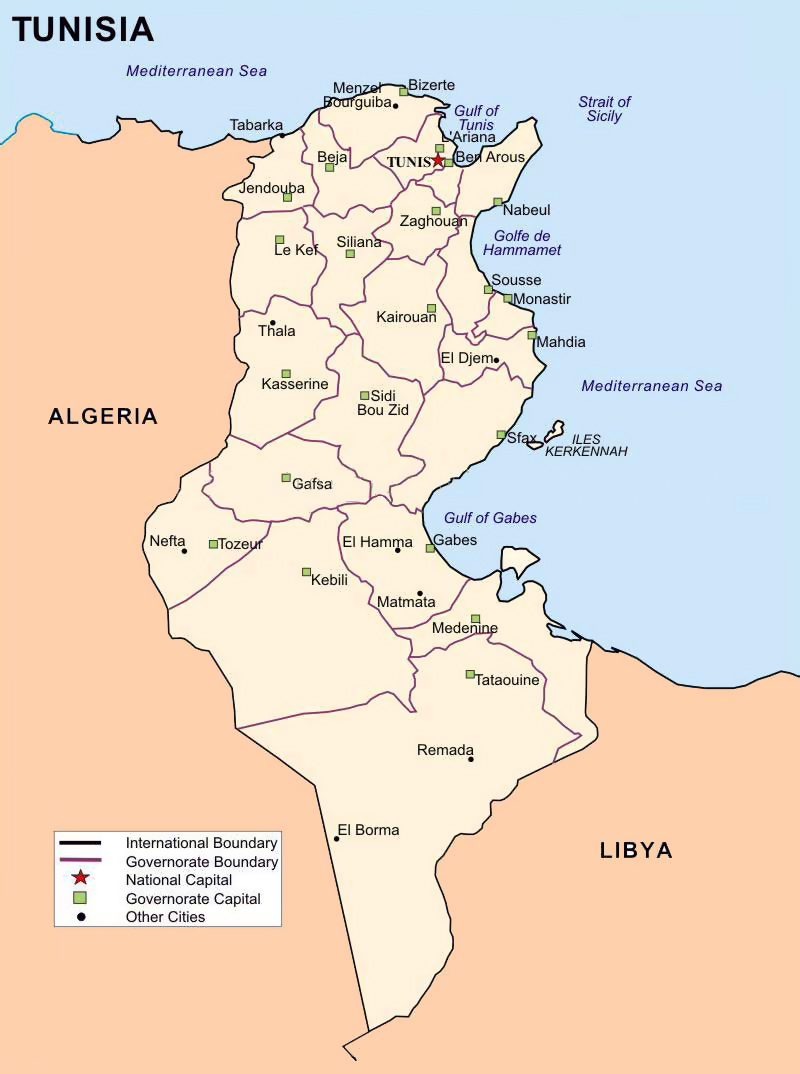 TUNISIA
Mediterranean Sea
Menzel
Bourguiba
Bizerte
Strait of
Sicily
Gulf of
Tunis
Tabarka
L'Ariana
Beja
TUNIS
Ben Arous
Jendouba
Nabeul
Zaghouan
Le Kef
Siliana
Golfe de
Hammamet
Sousse
Monastir
Kairouan
Thala
Mahdia
El Djem
Kasserine
Sidi
Bou Zid
Mediterranean Sea
ALGERIA
Sfax
ILES
KERKENNAH
Gafsa
Gulf of Gabes
Nefta
Tozeur
El Hamma
Gabes
Kebili
Matmata
Medenine
Tataouine
Remada
El Borma
LIBYA
International Boundary
Governorate Boundary
National Capital
Governorate Capital
Other Cities